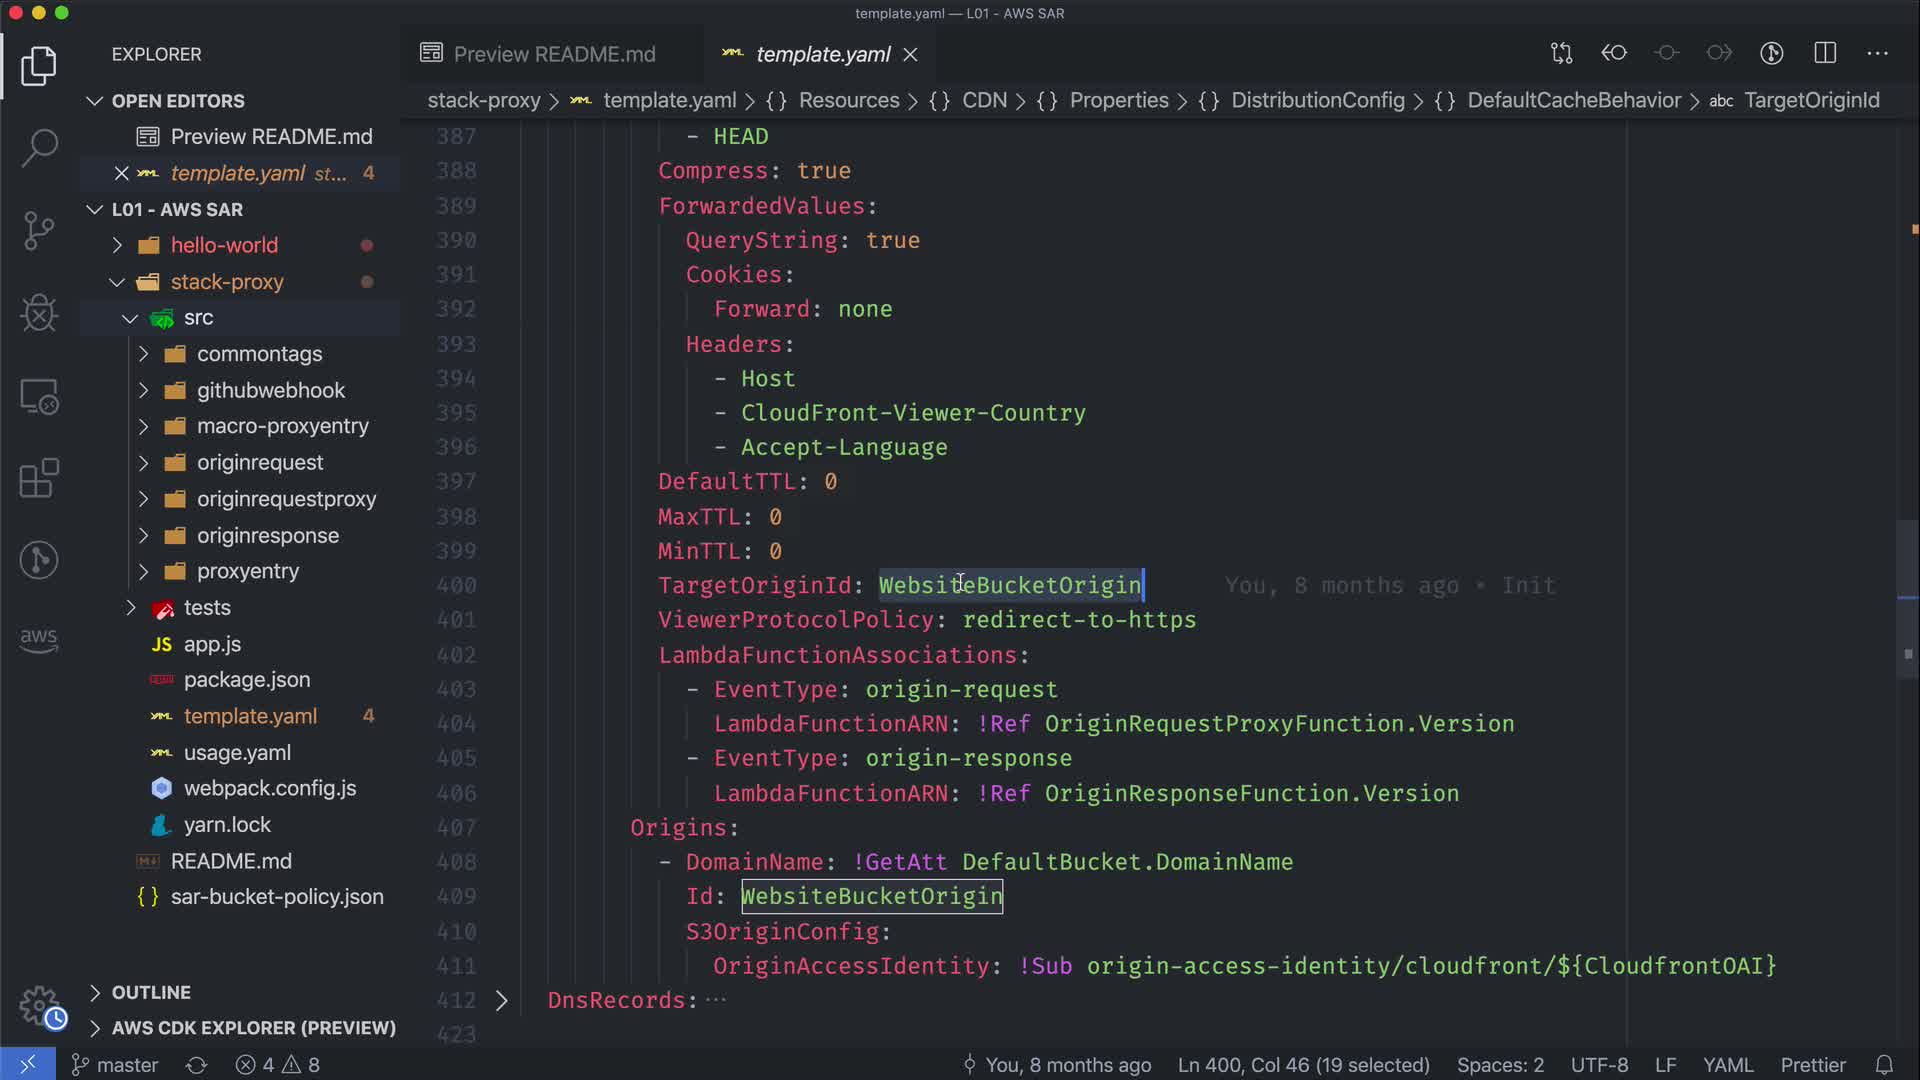 template.yaml — L01 - AWS SAR
EXPLORER
Preview README.md
template.yaml
OPEN EDITORS
Preview README.md
template.yaml st... 4
L01 - AWS SAR
hello-world
stack-proxy
src
commontags
githubwebhook
macro-proxyentry
originrequest
originrequestproxy
originresponse
proxyentry
tests
JS app.js
package.json
template.yaml 4
usage.yaml
webpack.config.js
yarn.lock
README.md
{ } sar-bucket-policy.json
OUTLINE
AWS CDK EXPLORER (PREVIEW)
aws
stack-proxy > template.yaml > {} Resources > {} CDN > {} Properties > {} DistributionConfig > {} DefaultCacheBehavior > abc TargetOriginId
387 - HEAD
388 Compress: true
389 ForwardedValues:
390 QueryString: true
391 Cookies:
392 Forward: none
393 Headers:
394 - Host
395 - CloudFront-Viewer-Country
396 - Accept-Language
397 DefaultTTL: 0
398 MaxTTL: 0
399 MinTTL: 0
400 TargetOriginId: WebsiteBucketOrigin You, 8 months ago • Init
401 ViewerProtocolPolicy: redirect-to-https
402 LambdaFunctionAssociations:
403 - EventType: origin-request
404 LambdaFunctionARN: !Ref OriginRequestProxyFunction.Version
405 - EventType: origin-response
406 LambdaFunctionARN: !Ref OriginResponseFunction.Version
407 Origins:
408 - DomainName: !GetAtt DefaultBucket.DomainName
409 Id: WebsiteBucketOrigin
410 S3OriginConfig:
411 OriginAccessIdentity: !Sub origin-access-identity/cloudfront/${CloudfrontOAI}
412 DnsRecords: ...
423
master 4 8 You, 8 months ago Ln 400, Col 46 (19 selected) Spaces: 2 UTF-8 LF YAML Prettier